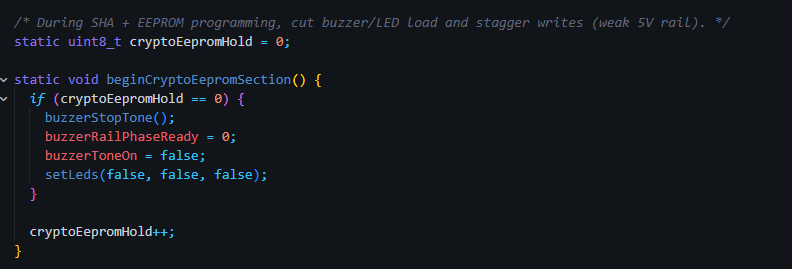 /* During SHA + EEPROM programming, cut buzzer/LED load and stagger writes (weak 5V rail). */
static uint8_t cryptoEepromHold = 0;
static void beginCryptoEepromSection() {
if (cryptoEepromHold == 0) {
buzzerStopTone();
buzzerRailPhaseReady = 0;
buzzerToneOn = false;
setLeds(false, false, false);
}
cryptoEepromHold++;
}